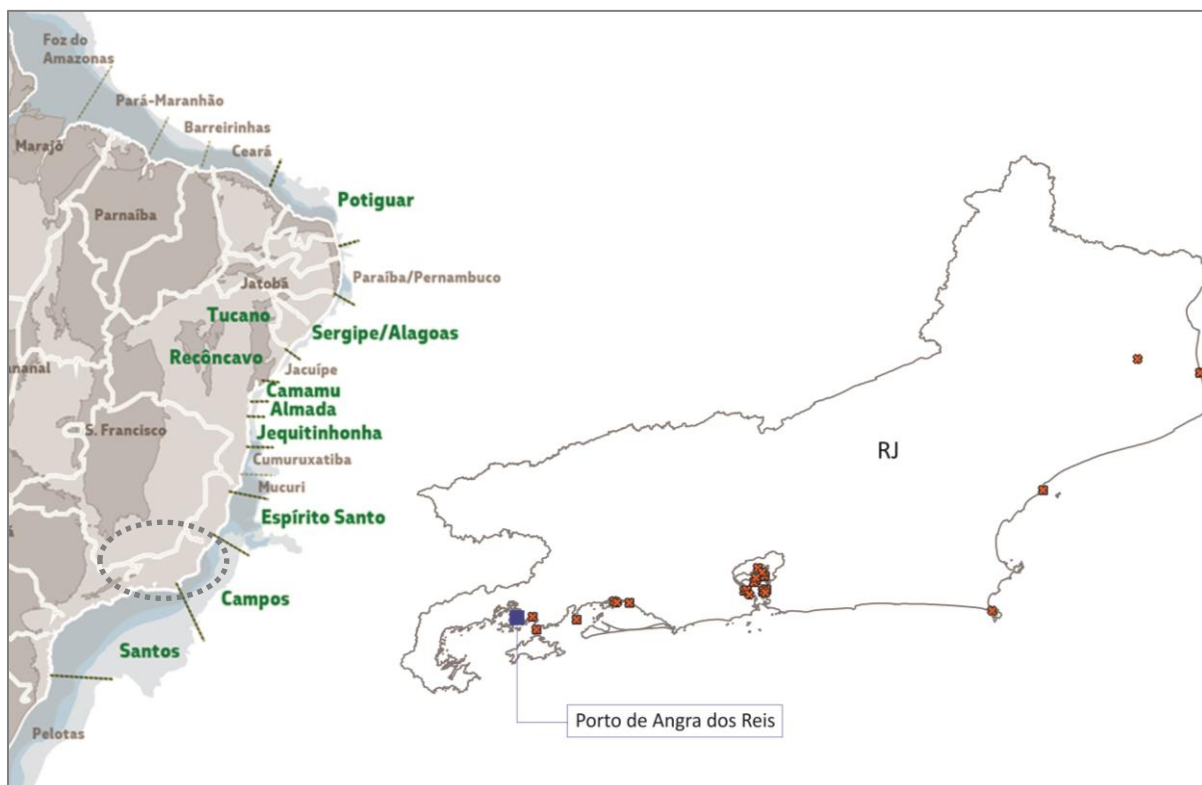 Foz do
Amazonas
Pará-Maranhão
Barreirinhas
Ceará
Marajó
Potiguar
Parnaíba
Paraíba/Pernambuco
Jatobá
Tucano
Sergipe/Alagoas
Recôncavo
Jacuípe
Camamu
Almada
Jequitinhonha
S. Francisco
Cumuruxatiba
Mucuri
Espírito Santo
Campos
Santos
Pelotas
RJ
Porto de Angra dos Reis